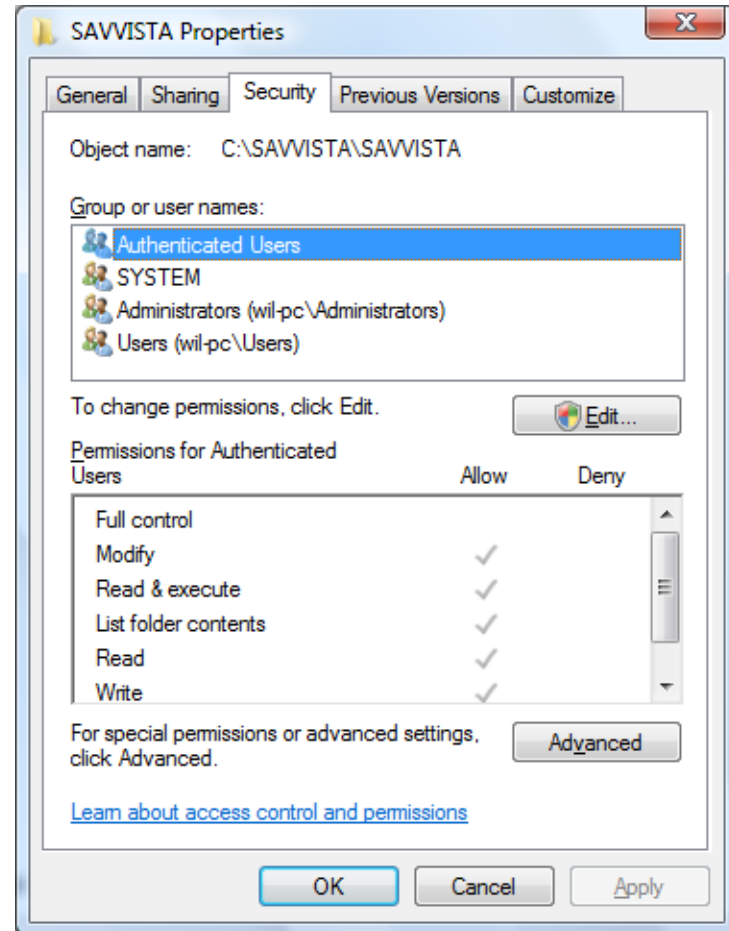 SAVVISTA Properties
General Sharing Security Previous Versions Customize
Object name: C:\SAVVISTA\SAVVISTA
Group or user names:
Authenticated Users
SYSTEM
Administrators (wil-pc\Administrators)
Users (wil-pc\Users)
To change permissions, click Edit.
Edit...
Permissions for Authenticated
Users Allow Deny
Full control
Modify
Read & execute
List folder contents
Read
Write
For special permissions or advanced settings,
click Advanced.
Advanced
Learn about access control and permissions
OK Cancel Apply